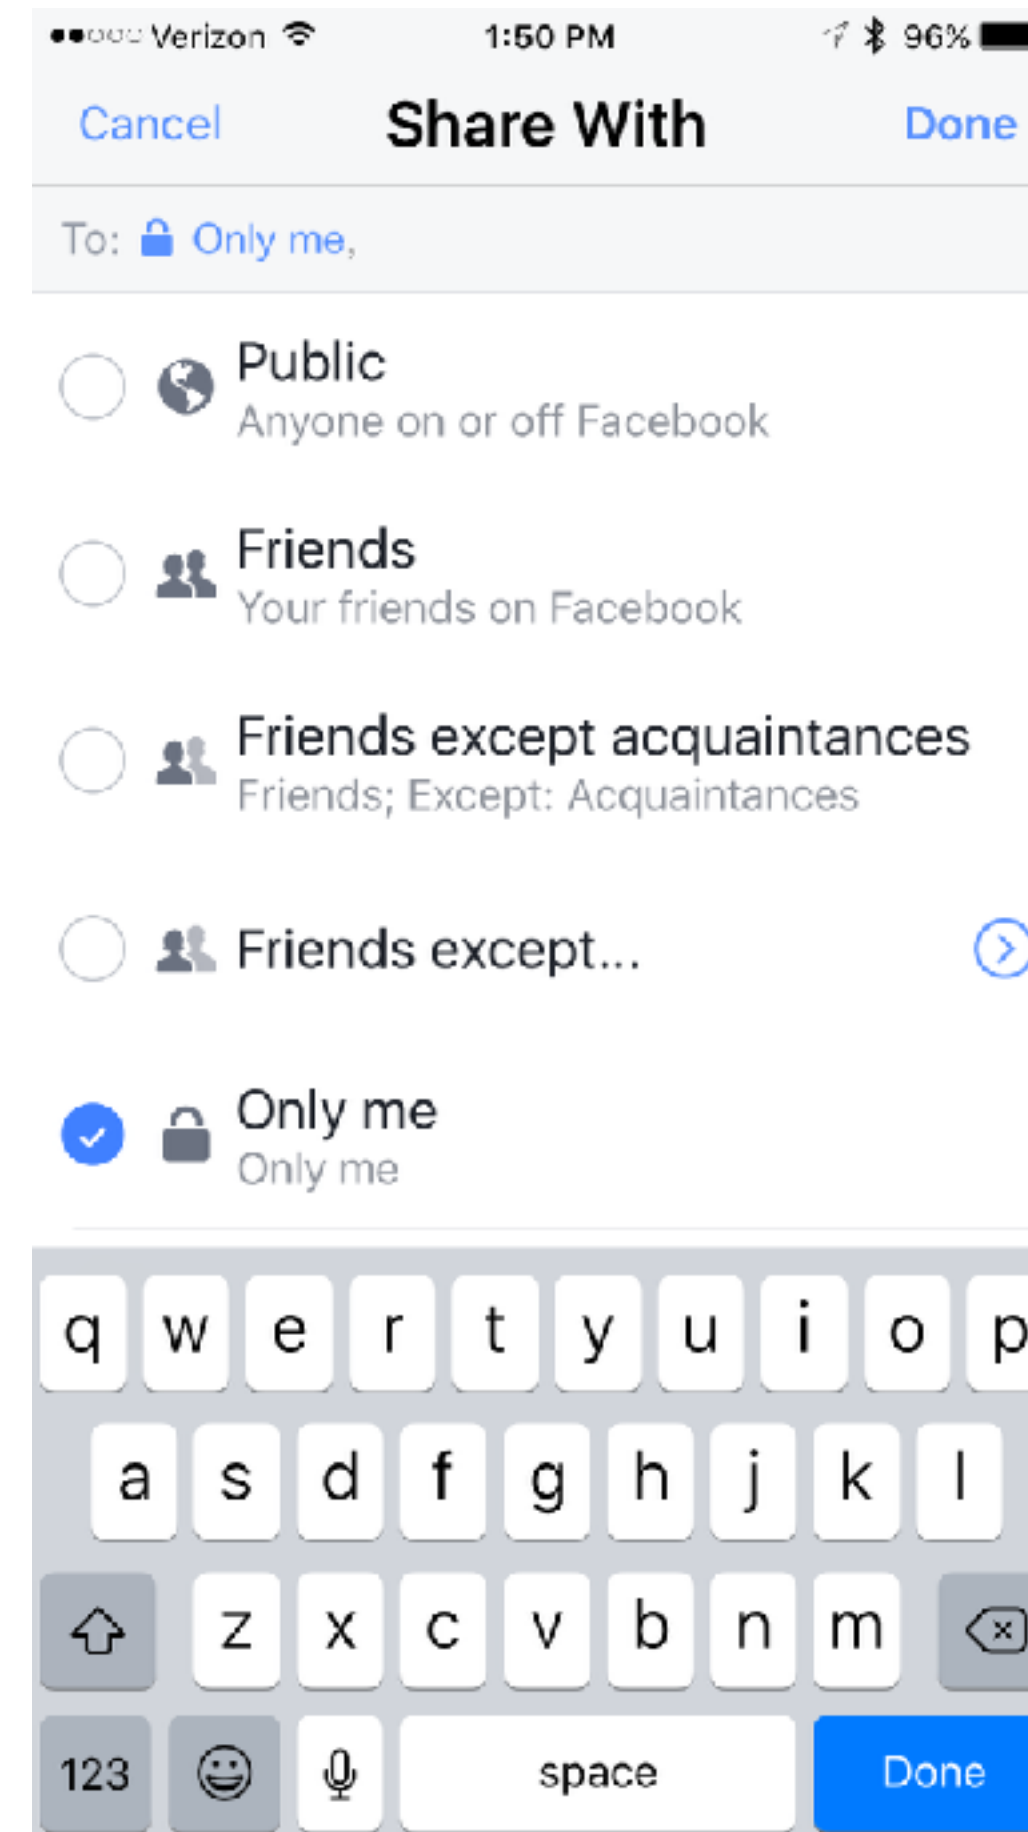 Verizon 1:50 PM 96%
Cancel Share With Done
To: Only me,
Public
Anyone on or off Facebook
Friends
Your friends on Facebook
Friends except acquaintances
Friends; Except: Acquaintances
Friends except...
Only me
Only me
q w e r t y u i o p
a s d f g h j k l
z x c v b n m
123 space Done